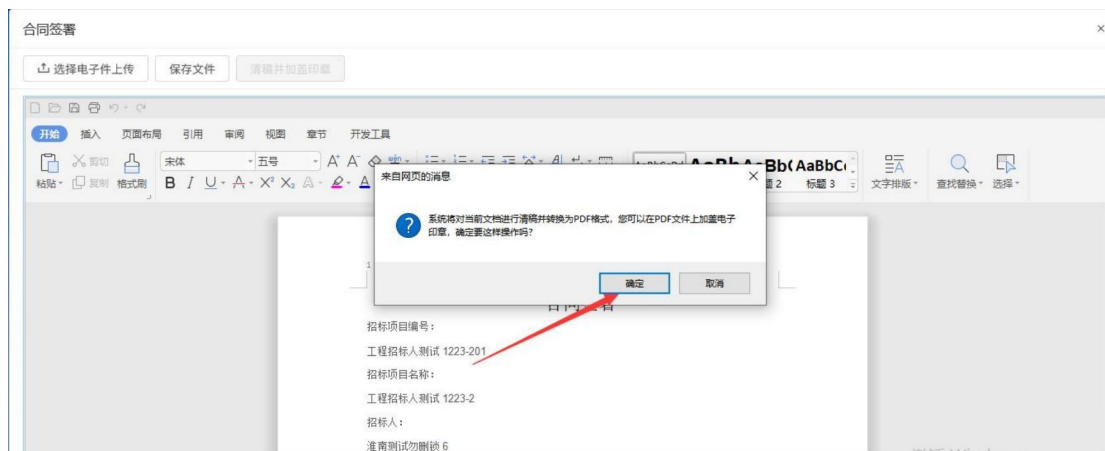 合同签署
×
选择电子件上传 保存文件 清稿并加盖印章
开始 插入 页面布局 引用 审阅 视图 章节 开发工具
粘贴 剪切 复制 格式刷
宋体 五号
B I U A X² X₂ A A
AaBbC
标题 3
文字排版 查找替换 选择
来自网页的消息
系统将对当前文档进行清稿并转换为PDF格式，您可以在PDF文件上加盖电子
印章，确定要这样操作吗？
确定 取消
合同签署
招标项目编号：
工程招标人测试 1223-201
招标项目名称：
工程招标人测试 1223-2
招标人：
淮南测试勿删锁 6